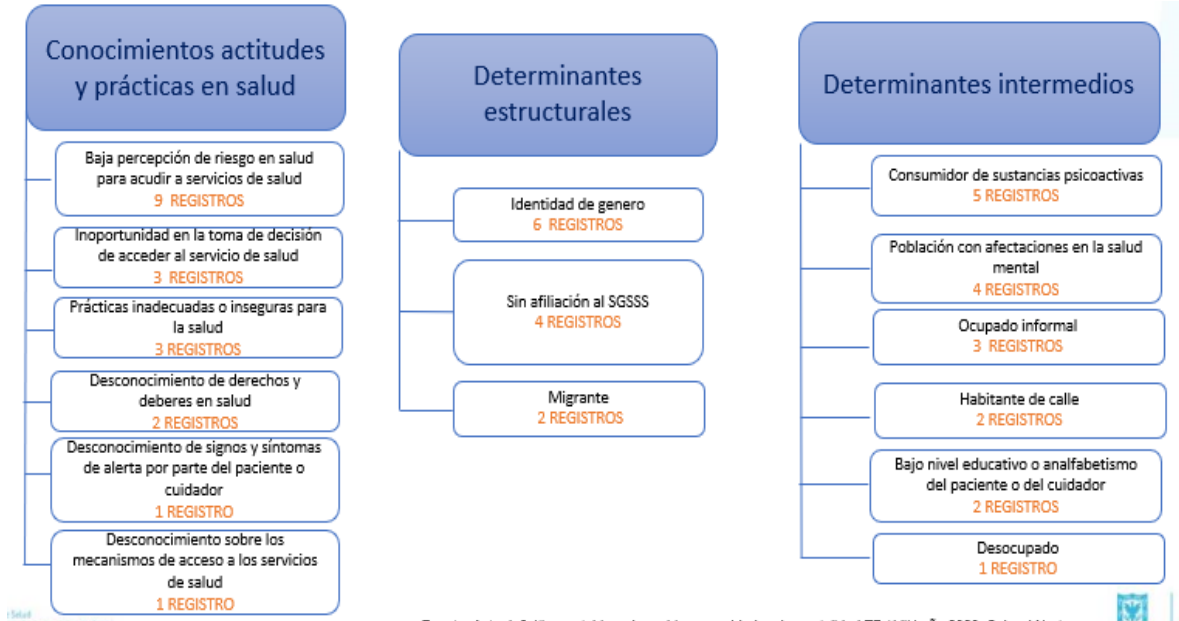 Conocimientos actitudes
y prácticas en salud
Baja percepción de riesgo en salud
para acudir a servicios de salud
9 REGISTROS
Inoportunidad en la toma de decisión
de acceder al servicio de salud
3 REGISTROS
Prácticas inadecuadas o inseguras para
la salud
3 REGISTROS
Desconocimiento de derechos y
deberes en salud
2 REGISTROS
Desconocimiento de signos y síntomas
de alerta por parte del paciente o
cuidador
1 REGISTRO
Desconocimiento sobre los
mecanismos de acceso a los servicios
de salud
1 REGISTRO
Determinantes
estructurales
Identidad de genero
6 REGISTROS
Sin afiliación al SGSSS
4 REGISTROS
Migrante
2 REGISTROS
Determinantes intermedios
Consumidor de sustancias psicoactivas
5 REGISTROS
Población con afectaciones en la salud
mental
4 REGISTROS
Ocupado informal
3 REGISTROS
Habitante de calle
2 REGISTROS
Bajo nivel educativo o analfabetismo
del paciente o del cuidador
2 REGISTROS
Desocupado
1 REGISTRO
Salud